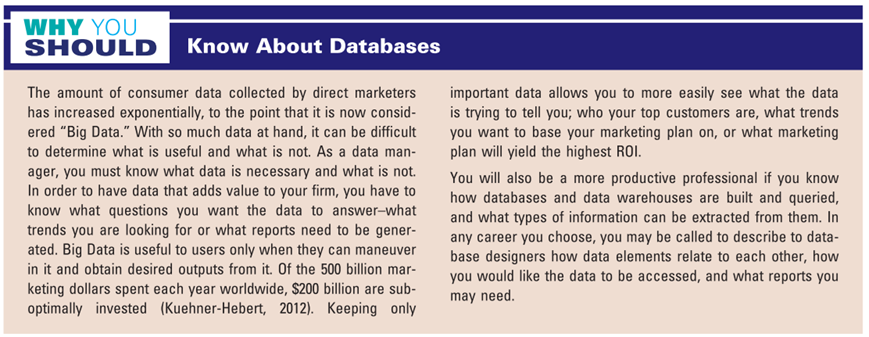 WHY YOU
SHOULD
Know About Databases
The amount of consumer data collected by direct marketers
has increased exponentially, to the point that it is now consid-
ered “Big Data.” With so much data at hand, it can be difficult
to determine what is useful and what is not. As a data man-
ager, you must know what data is necessary and what is not.
In order to have data that adds value to your firm, you have to
know what questions you want the data to answer–what
trends you are looking for or what reports need to be gener-
ated. Big Data is useful to users only when they can maneuver
in it and obtain desired outputs from it. Of the 500 billion mar-
keting dollars spent each year worldwide, $200 billion are sub-
optimally invested (Kuehner-Hebert, 2012). Keeping only
important data allows you to more easily see what the data
is trying to tell you; who your top customers are, what trends
you want to base your marketing plan on, or what marketing
plan will yield the highest ROI.
You will also be a more productive professional if you know
how databases and data warehouses are built and queried,
and what types of information can be extracted from them. In
any career you choose, you may be called to describe to data-
base designers how data elements relate to each other, how
you would like the data to be accessed, and what reports you
may need.